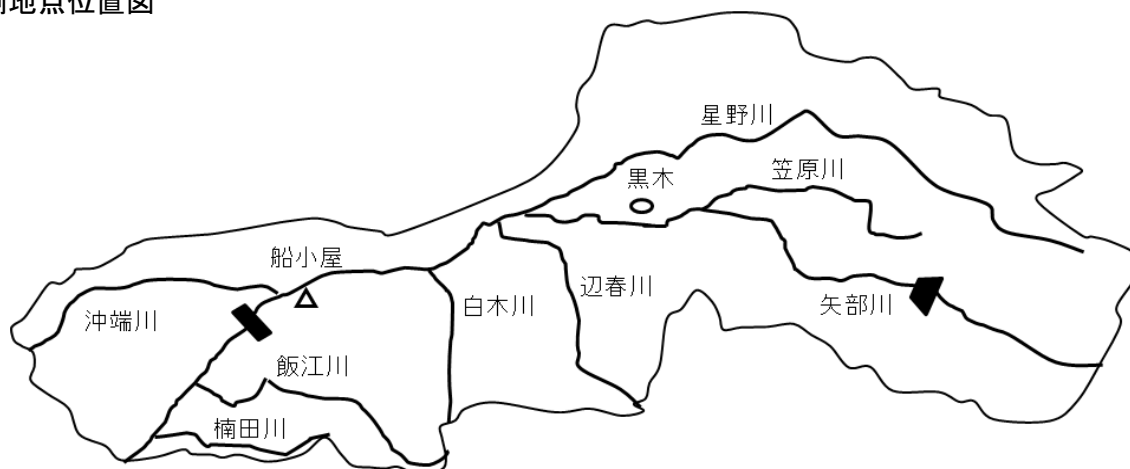 測地点位置図
星野川
笠原川
黒木
船小屋
辺春川
白木川
矢部川
沖端川
飯江川
楠田川